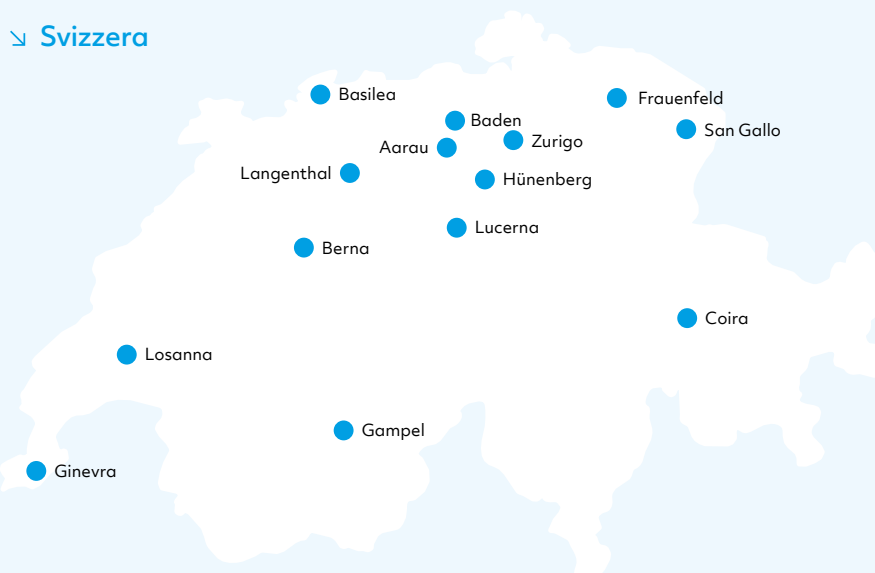 ↘ Svizzera
Basilea
Frauenfeld
Baden
San Gallo
Zurigo
Aarau
Langenthal
Hünenberg
Lucerna
Berna
Coira
Losanna
Gampel
Ginevra